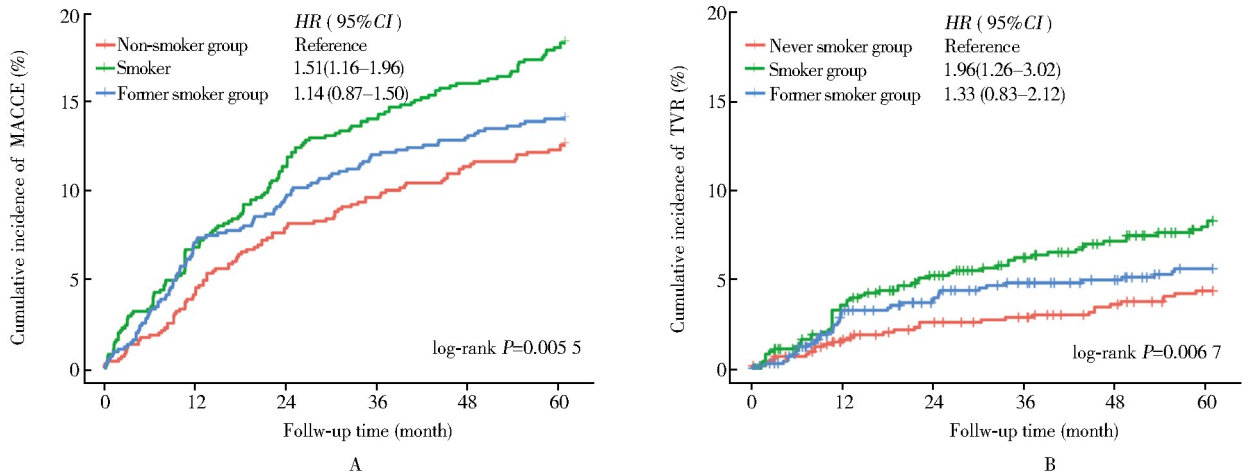 HR ( 95%CI )
Non-smoker group Reference
Smoker 1.51(1.16–1.96)
Former smoker group 1.14 (0.87–1.50)
Cumulative incidence of MACCE (%)
20
15
10
5
0
log-rank P=0.005 5
0 12 24 36 48 60
Follw-up time (month)
A
HR ( 95%CI )
Never smoker group Reference
Smoker group 1.96(1.26–3.02)
Former smoker group 1.33 (0.83–2.12)
Cumulative incidence of TVR (%)
20
15
10
5
0
log-rank P=0.006 7
0 12 24 36 48 60
Follw-up time (month)
B